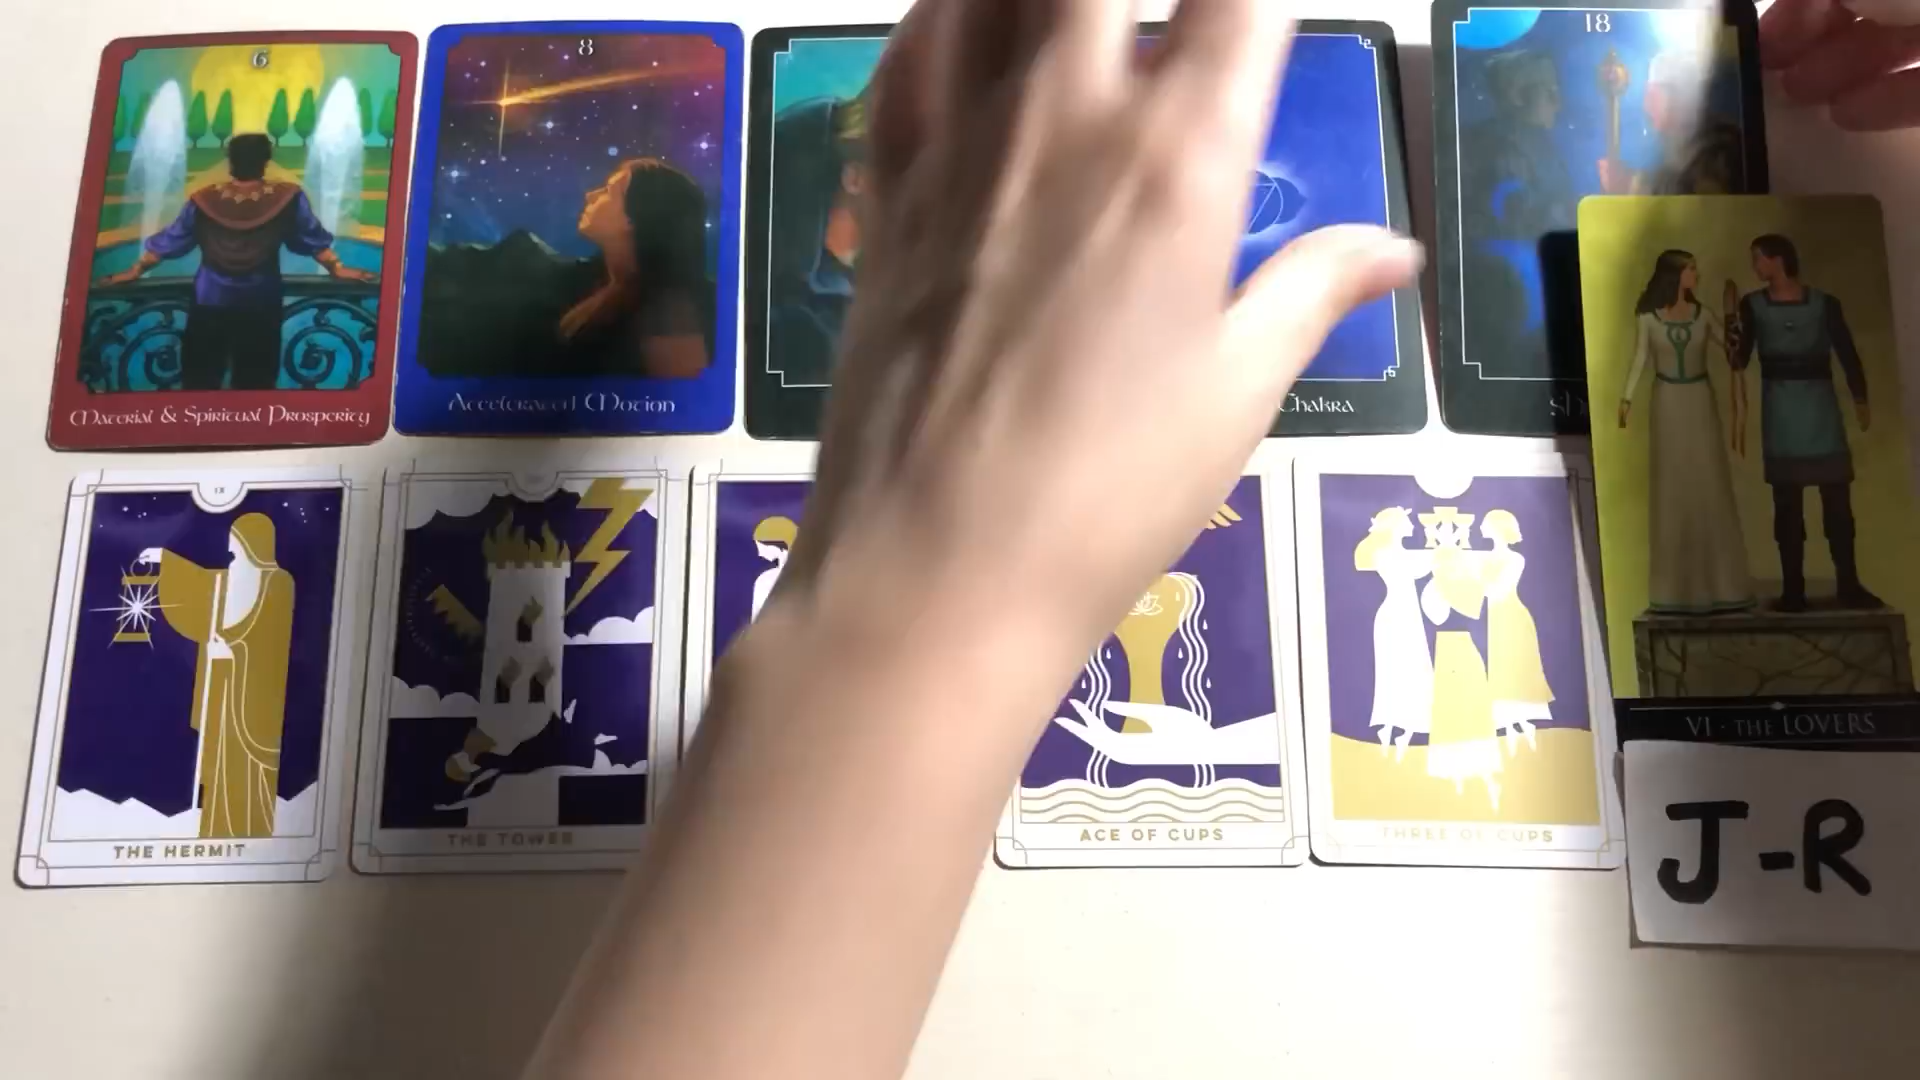 6
8
18
Material & Spiritual Prosperity
Accelerated Motion
Chakra
IX
THE HERMIT
THE TOWER
ACE OF CUPS
THREE OF CUPS
VI · THE LOVERS
J-R